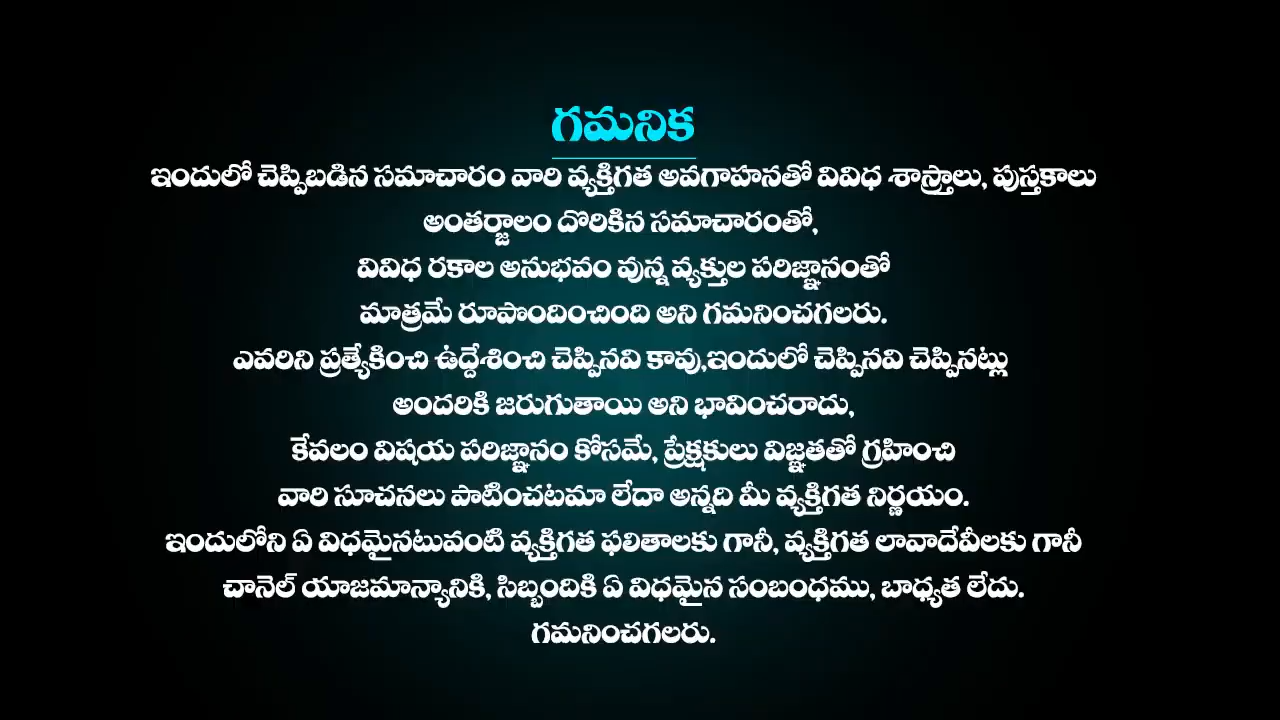 గమనిక
ఇందులో చెప్పిబడిన సమాచారం వారి వ్యక్తిగత అవగాహనతో వివిధ శాస్త్రాలు, పుస్తకాలు
అంతర్జాలం దొరికిన సమాచారంతో,
వివిధ రకాల అనుభవం వున్న వ్యక్తుల పరిజ్ఞానంతో
మాత్రమే రూపొందించింది అని గమనించగలరు.
ఎవరిని ప్రత్యేకించి ఉద్దేశించి చెప్పినవి కావు,ఇందులో చెప్పినవి చెప్పినట్లు
అందరికి జరుగుతాయి అని భావించరాదు,
కేవలం విషయ పరిజ్ఞానం కోసమే, ప్రేక్షకులు విజ్ఞతతో గ్రహించి
వారి సూచనలు పాటించటమా లేదా అన్నది మీ వ్యక్తిగత నిర్ణయం.
ఇందులోని ఏ విధమైనటువంటి వ్యక్తిగత ఫలితాలకు గానీ, వ్యక్తిగత లావాదేవీలకు గానీ
చానెల్ యాజమాన్యానికి, సిబ్బందికి ఏ విధమైన సంబంధము, బాధ్యత లేదు.
గమనించగలరు.